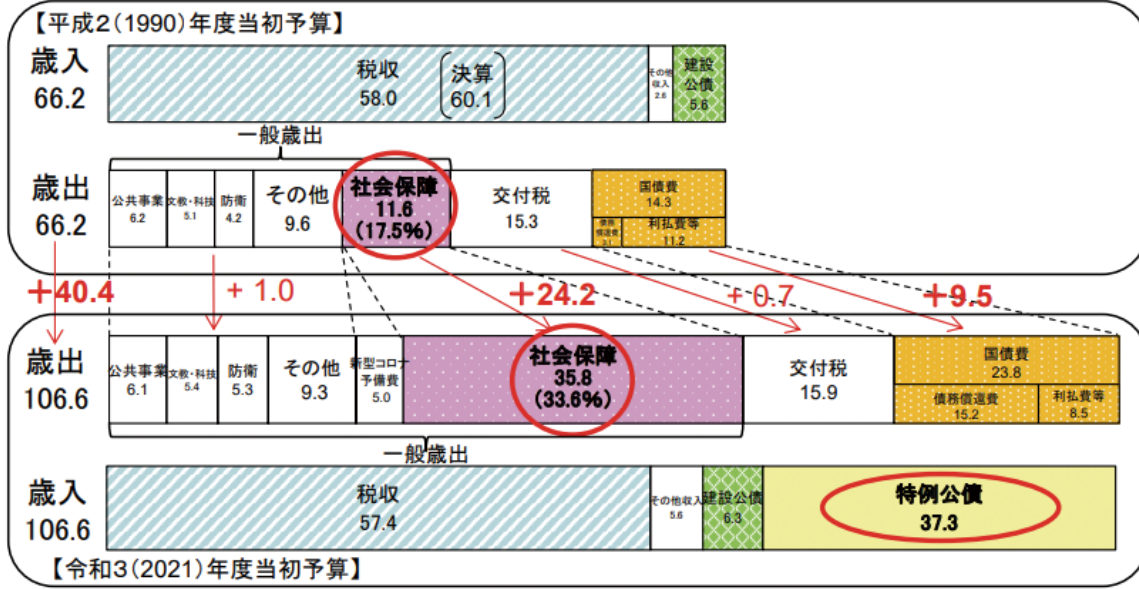 【平成2(1990)年度当初予算】
歳入
66.2
税収
58.0
決算
60.1
その他
収入
2.6
建設
公債
5.6
一般歳出
歳出
66.2
公共事業
6.2
文教・科技
5.1
防衛
4.2
その他
9.6
社会保障
11.6
(17.5%)
交付税
15.3
国債費
14.3
債務
償還費
3.1
利払費等
11.2
+40.4
+1.0
+24.2
+0.7
+9.5
歳出
106.6
公共事業
6.1
文教・科技
5.4
防衛
5.3
その他
9.3
新型コロナ
予備費
5.0
社会保障
35.8
(33.6%)
交付税
15.9
国債費
23.8
債務償還費
15.2
利払費等
8.5
一般歳出
歳入
106.6
税収
57.4
その他収入
5.6
建設公債
6.3
特例公債
37.3
【令和3(2021)年度当初予算】